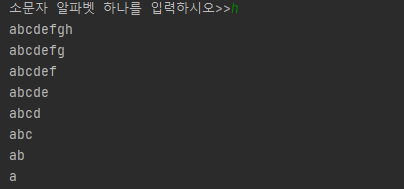 소문자 알파벳 하나를 입력하시오>>h
abcdefgh
abcdefg
abcdef
abcde
abcd
abc
ab
a